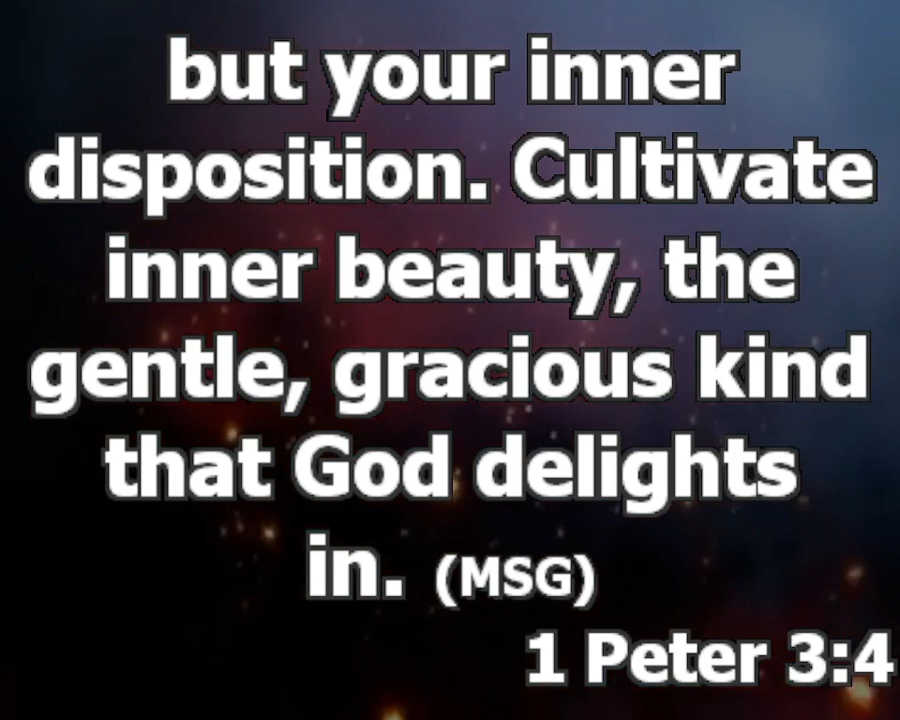 but your inner
disposition. Cultivate
inner beauty, the
gentle, gracious kind
that God delights
in. (MSG)
1 Peter 3:4